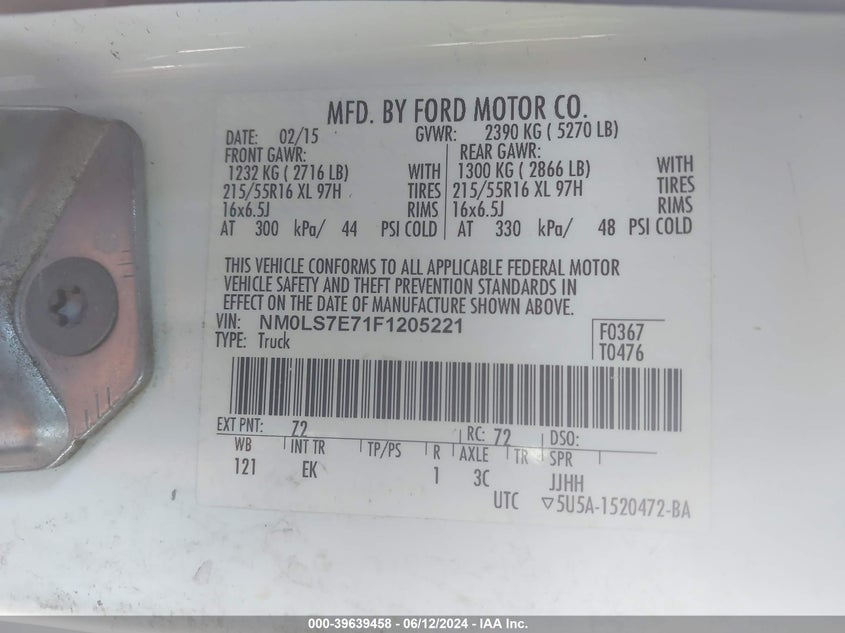 MFD. BY FORD MOTOR CO.
DATE: 02/15 GVWR: 2390 KG ( 5270 LB)
FRONT GAWR: REAR GAWR:
1232 KG ( 2716 LB) WITH 1300 KG ( 2866 LB) WITH
215/55R16 XL 97H TIRES 215/55R16 XL 97H TIRES
16x6.5J RIMS 16x6.5J RIMS
AT 300 kPa/ 44 PSI COLD AT 330 kPa/ 48 PSI COLD
THIS VEHICLE CONFORMS TO ALL APPLICABLE FEDERAL MOTOR
VEHICLE SAFETY AND THEFT PREVENTION STANDARDS IN
EFFECT ON THE DATE OF MANUFACTURE SHOWN ABOVE.
VIN: NM0LS7E71F1205221 F0367
TYPE: Truck T0476
EXT PNT: 72 RC: 72 DSO:
WB INT TR TP/PS R AXLE TR SPR
121 EK 1 3C JJHH
UTC ▽5U5A-1520472-BA
000-39639458 - 06/12/2024 - IAA Inc.